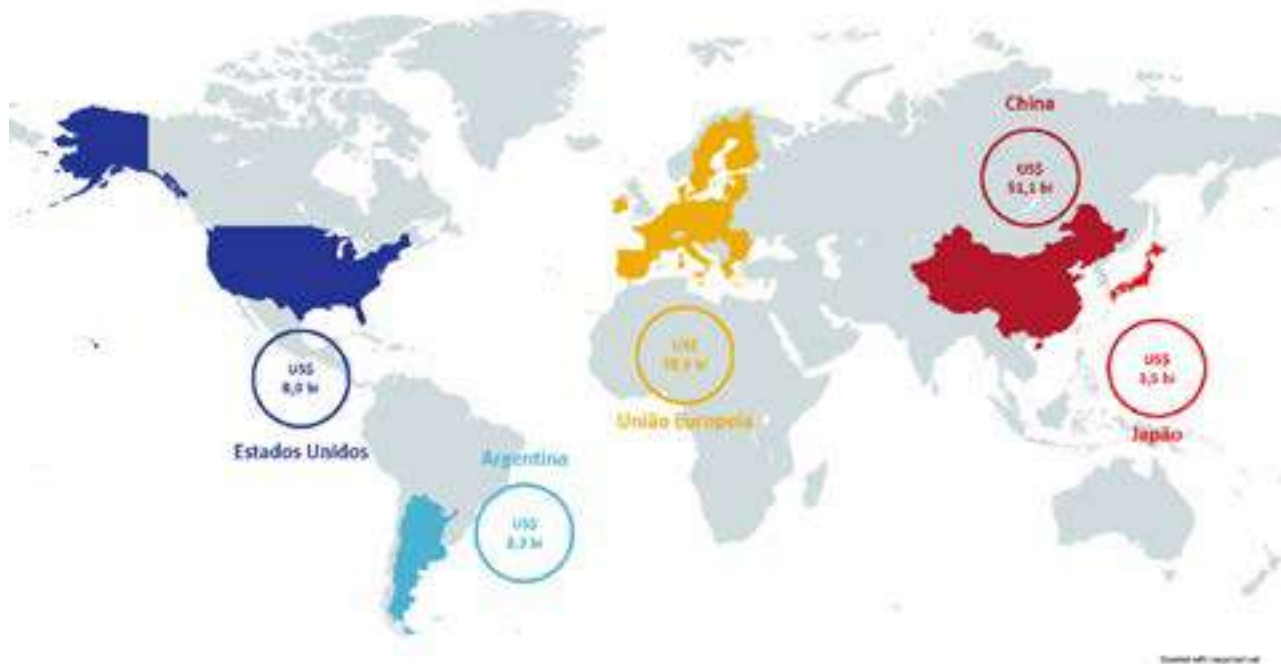 China
US$
51,1 bi
US$
8,0 bi
Estados Unidos
US$
União Europeia
US$
3,5 bi
Japão
Argentina
US$